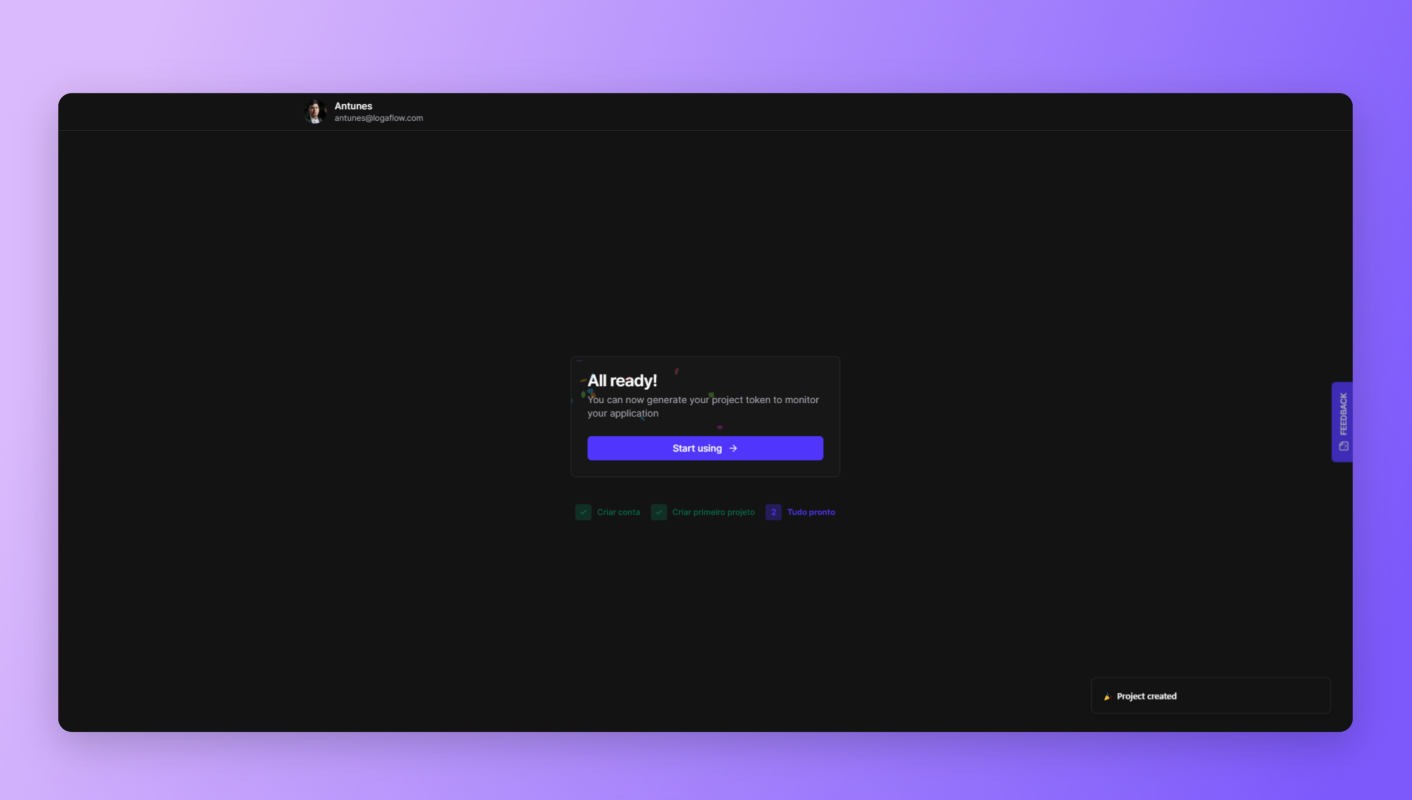 Antunes
antunes@logaflow.com
All ready!
You can now generate your project token to monitor
your application
Start using
FEEDBACK
Criar conta
Criar primeiro projeto
2 Tudo pronto
Project created